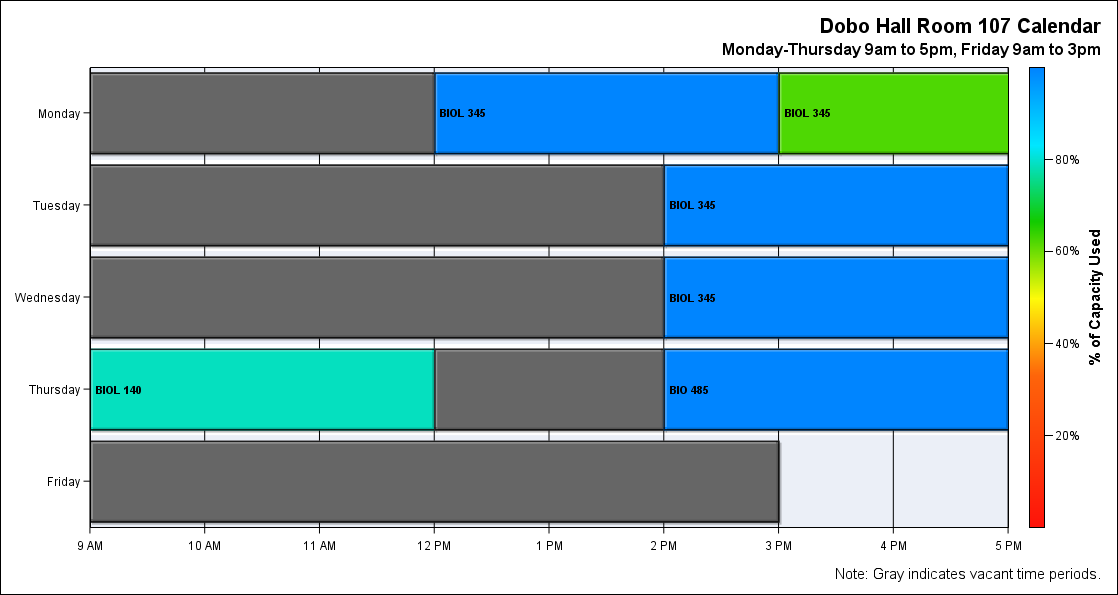 Dobo Hall Room 107 Calendar
Monday-Thursday 9am to 5pm, Friday 9am to 3pm
Monday
BIOL 345
BIOL 345
Tuesday
BIOL 345
Wednesday
BIOL 345
Thursday
BIOL 140
BIO 485
Friday
9 AM
10 AM
11 AM
12 PM
1 PM
2 PM
3 PM
4 PM
5 PM
80%
60%
40%
20%
% of Capacity Used
Note: Gray indicates vacant time periods.